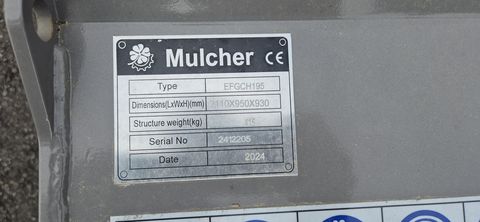 Mulcher CE
Type EFGCH195
Dimensions(LxWxH)(mm) 2110X950X930
Structure weight(kg)
Serial No 2412205
Date 2024